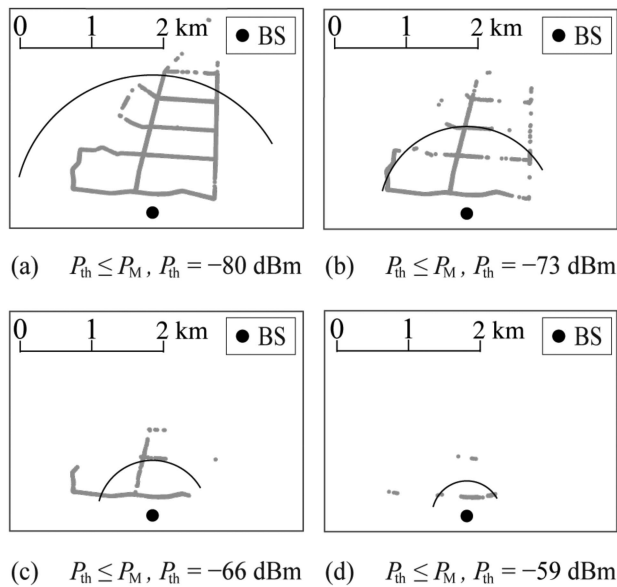 0 1 2 km BS
0 1 2 km BS
(a) P_th ≤ P_M , P_th = −80 dBm
(b) P_th ≤ P_M , P_th = −73 dBm
0 1 2 km BS
0 1 2 km BS
(c) P_th ≤ P_M , P_th = −66 dBm
(d) P_th ≤ P_M , P_th = −59 dBm